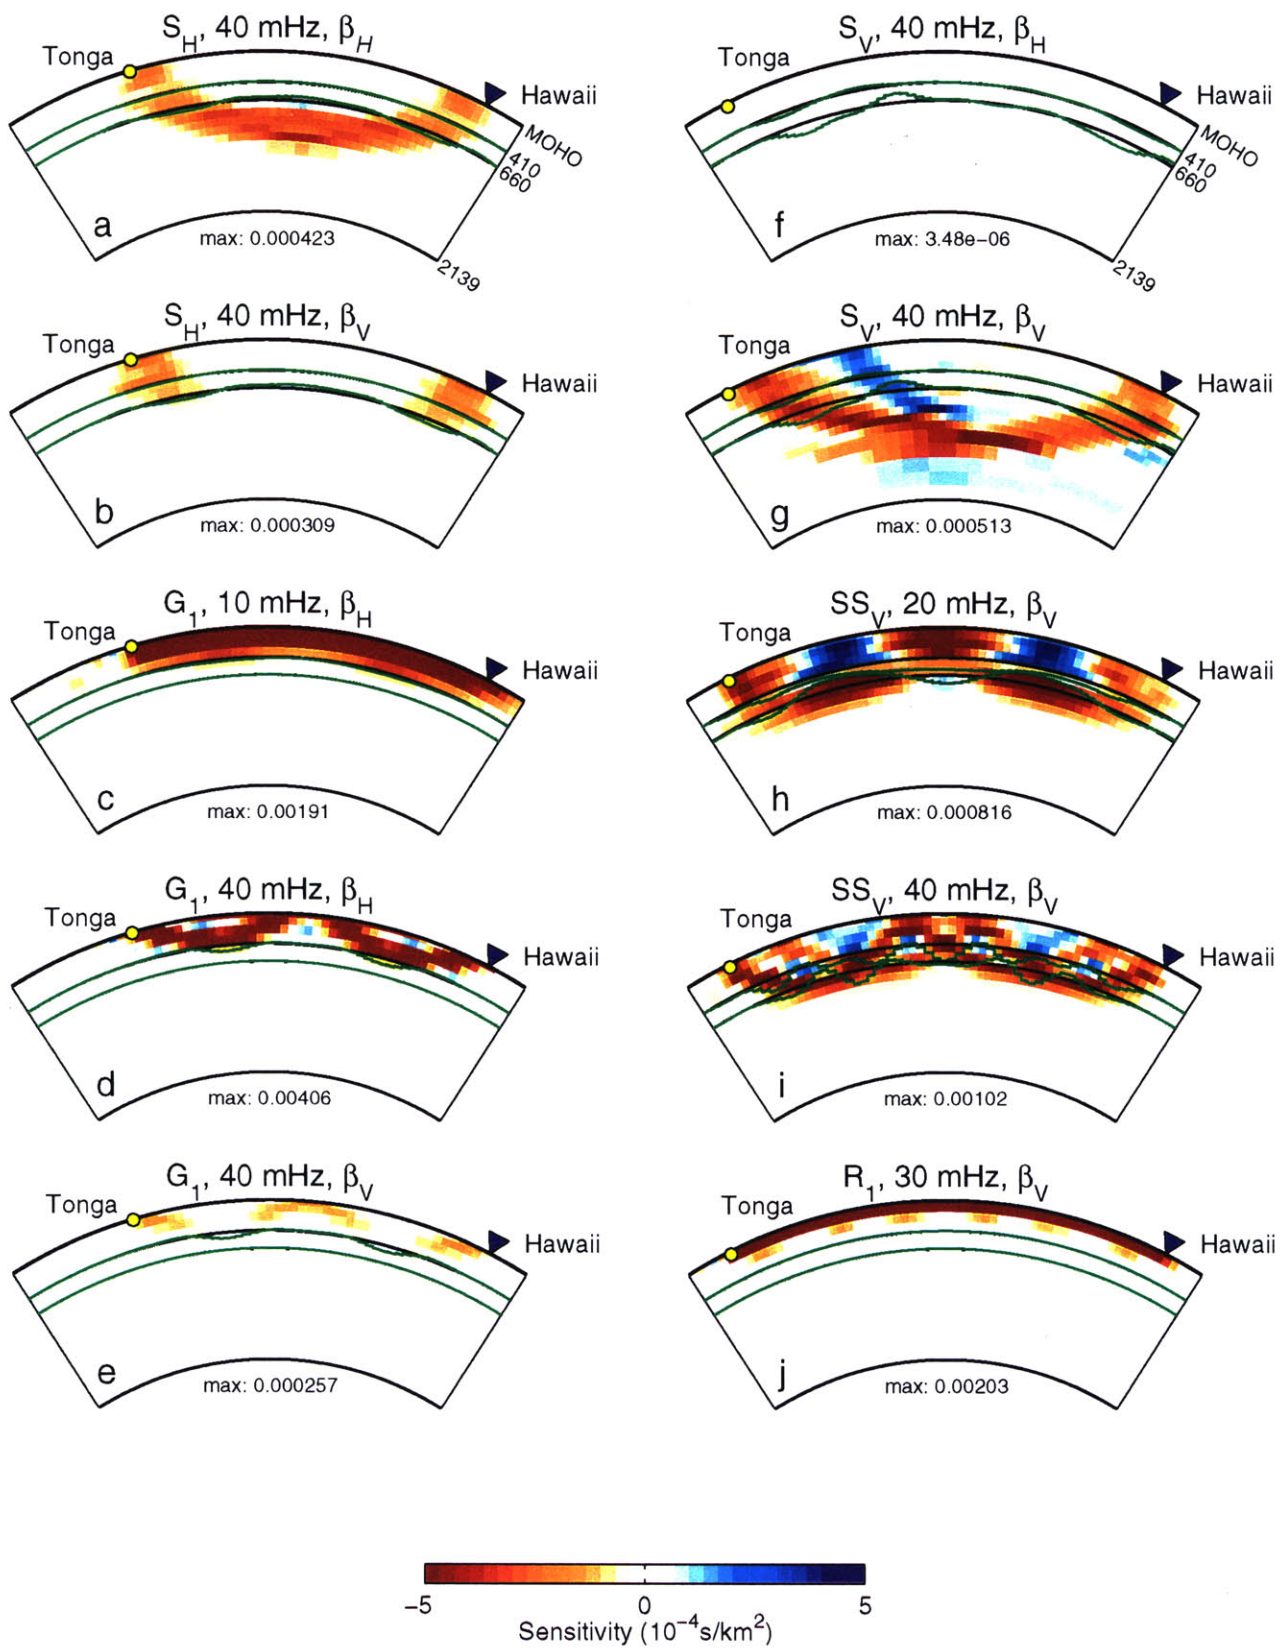 S_H, 40 mHz, β_H
Tonga
Hawaii
MOHO
410
660
a
max: 0.000423
2139
S_V, 40 mHz, β_H
Tonga
Hawaii
MOHO
410
660
f
max: 3.48e−06
2139
S_H, 40 mHz, β_V
Tonga
Hawaii
b
max: 0.000309
S_V, 40 mHz, β_V
Tonga
Hawaii
g
max: 0.000513
G_1, 10 mHz, β_H
Tonga
Hawaii
c
max: 0.00191
SS_V, 20 mHz, β_V
Tonga
Hawaii
h
max: 0.000816
G_1, 40 mHz, β_H
Tonga
Hawaii
d
max: 0.00406
SS_V, 40 mHz, β_V
Tonga
Hawaii
i
max: 0.00102
G_1, 40 mHz, β_V
Tonga
Hawaii
e
max: 0.000257
R_1, 30 mHz, β_V
Tonga
Hawaii
j
max: 0.00203
−5 0 5
Sensitivity (10^−4 s/km^2)